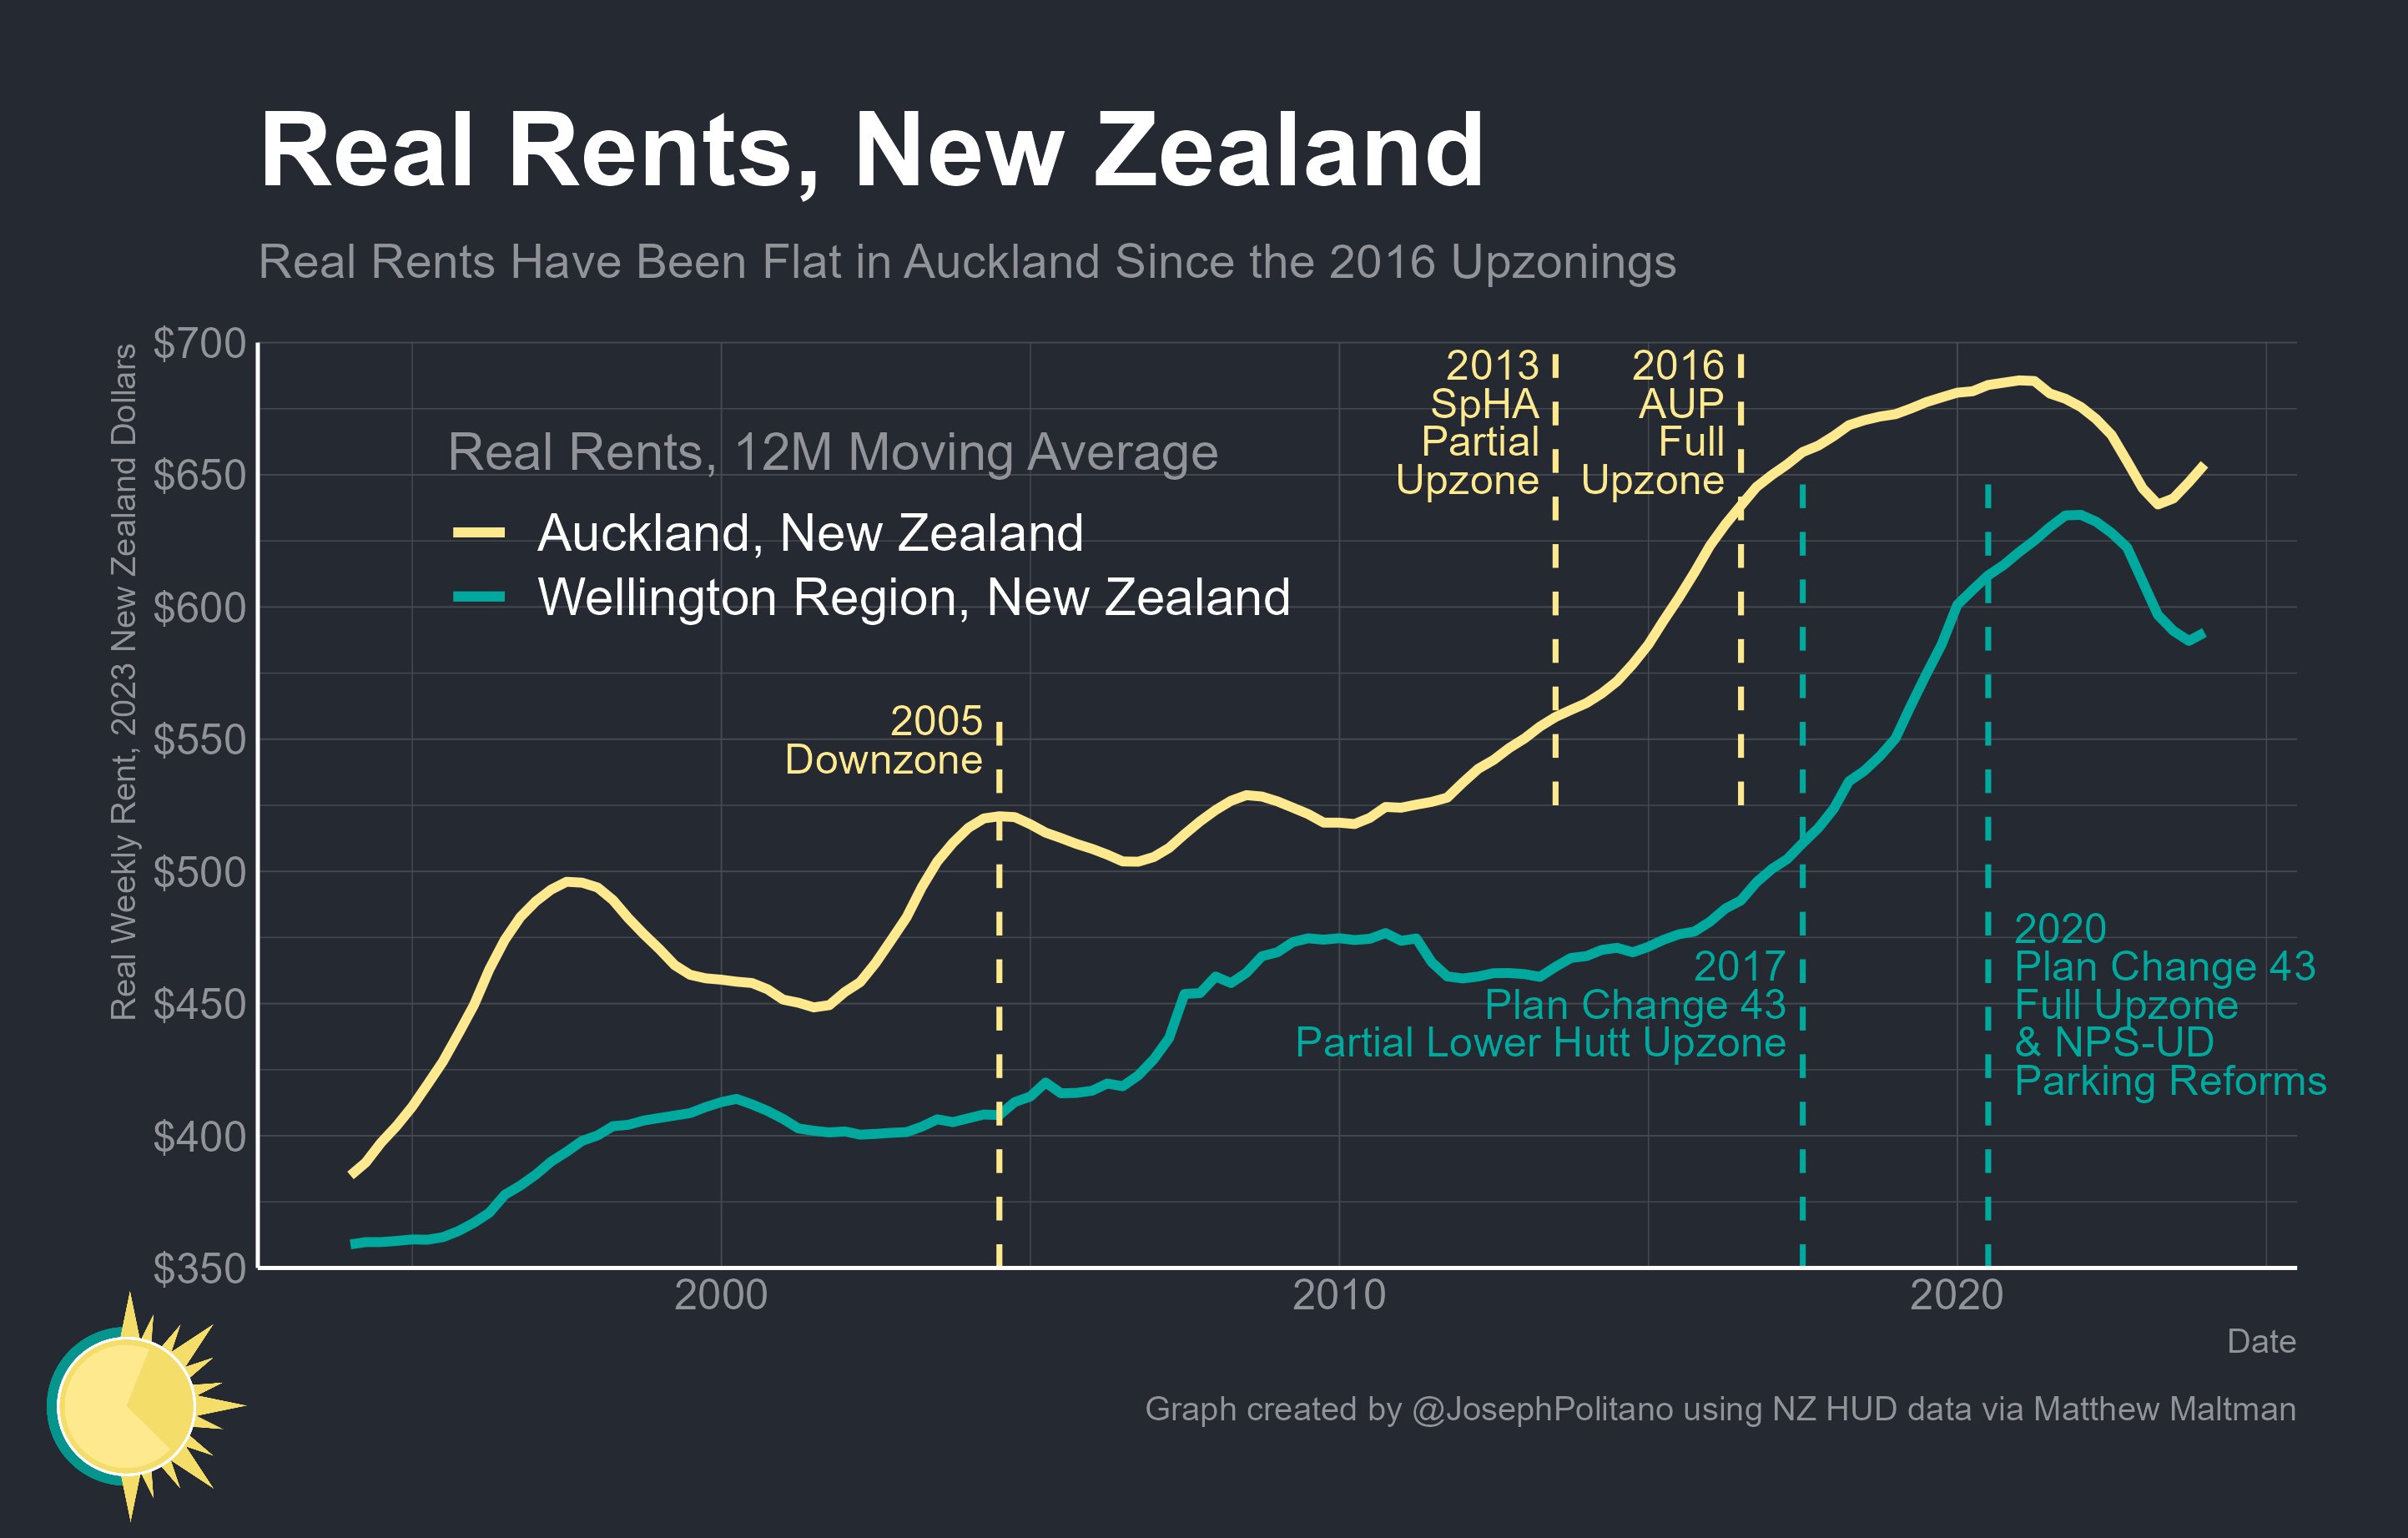 Real Rents, New Zealand
Real Rents Have Been Flat in Auckland Since the 2016 Upzonings
Real Weekly Rent, 2023 New Zealand Dollars
$700
$650
$600
$550
$500
$450
$400
$350
Real Rents, 12M Moving Average
Auckland, New Zealand
Wellington Region, New Zealand
2005
Downzone
2013
SpHA
Partial
Upzone
2016
AUP
Full
Upzone
2017
Plan Change 43
Partial Lower Hutt Upzone
2020
Plan Change 43
Full Upzone
& NPS-UD
Parking Reforms
2000
2010
2020
Date
Graph created by @JosephPolitano using NZ HUD data via Matthew Maltman